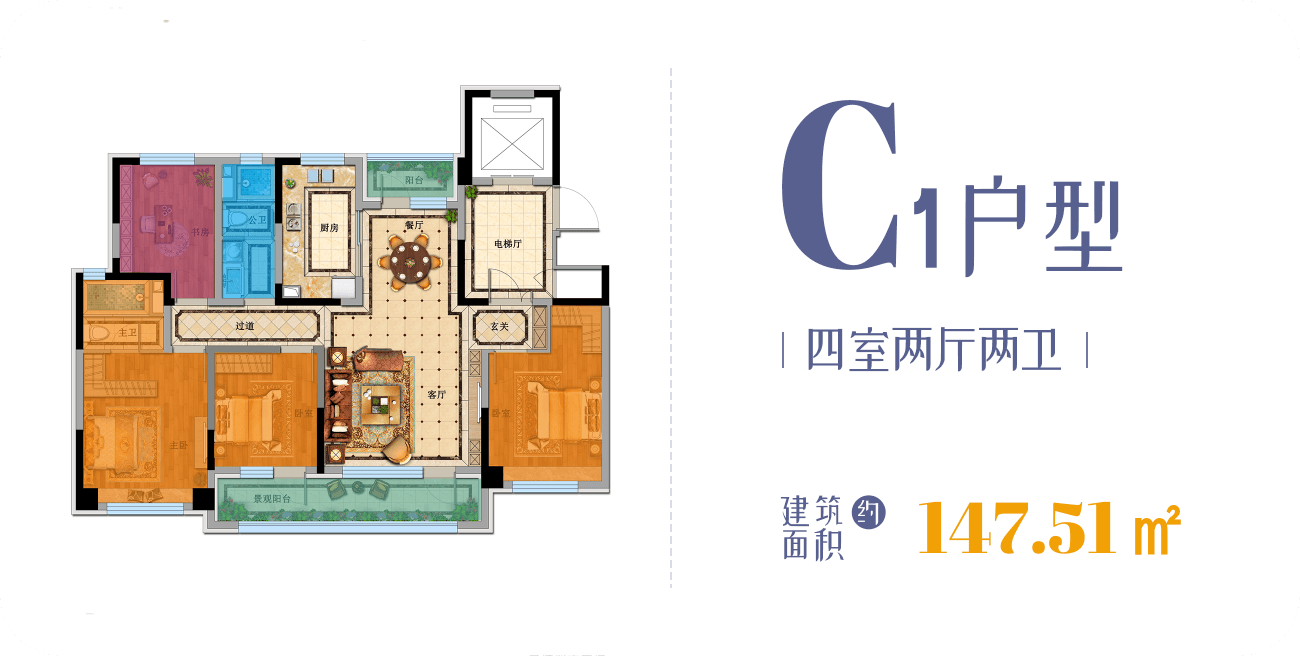 阳台
公卫
书房
厨房
餐厅
电梯厅
主卫
过道
玄关
客厅
卧室
卧室
主卧
景观阳台
C1户型
四室两厅两卫
建筑面积约 147.51㎡